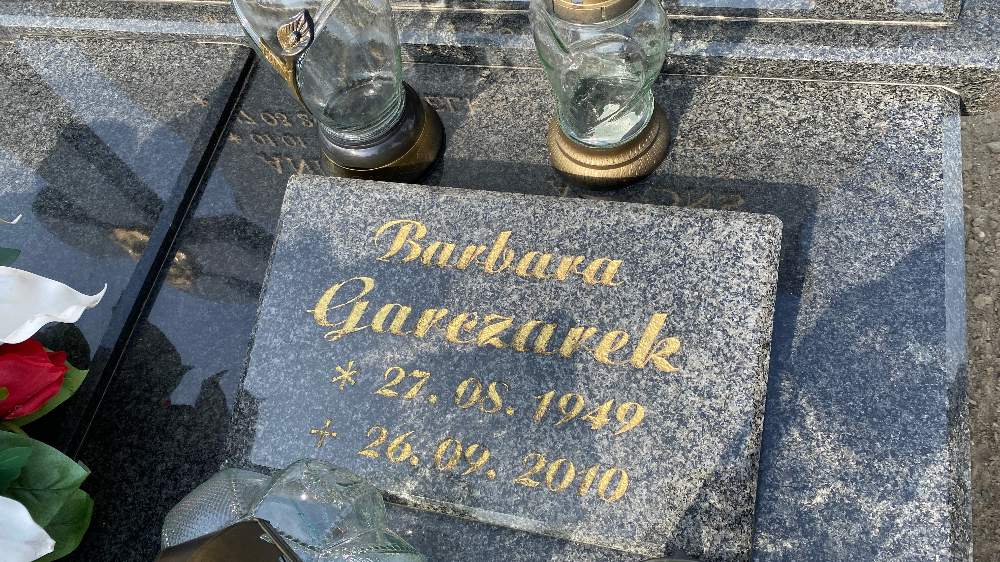 Barbara
Garczarek
* 27. 08. 1949
+ 26. 09. 2010